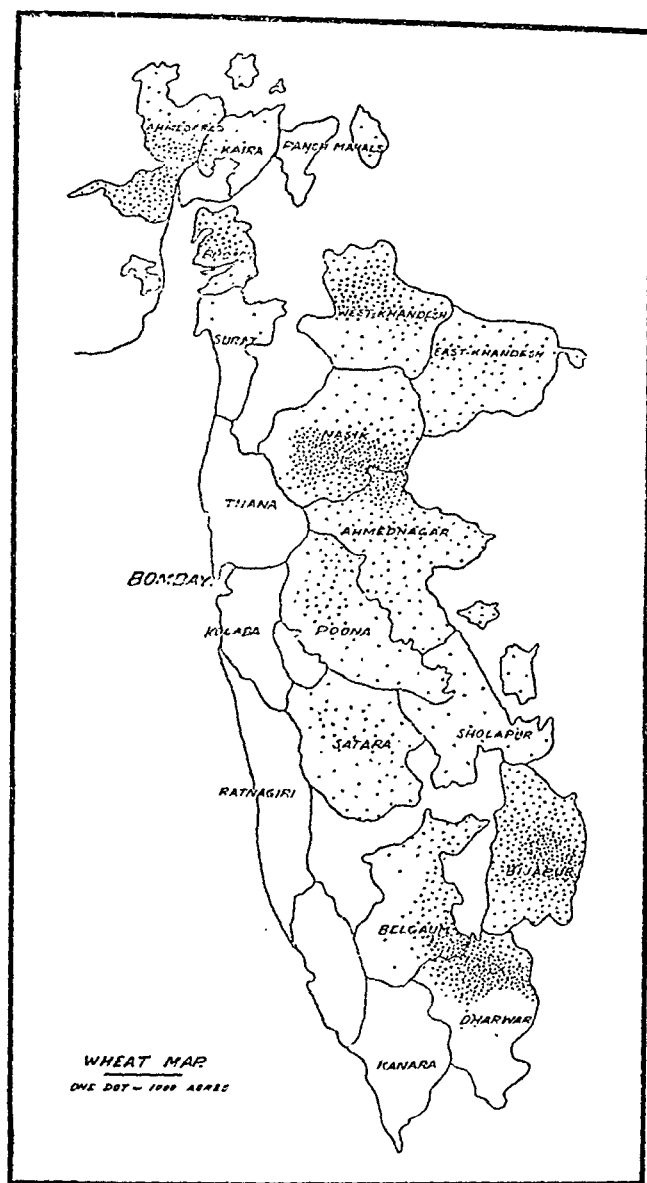 AHMEDABAD
KAIRA
PANCH MAHALS
SURAT
WEST-KHANDESH
EAST-KHANDESH
NASIK
THANA
AHMEDNAGAR
BOMBAY
KOLABA
POONA
SATARA
SHOLAPUR
RATNAGIRI
BIJAPUR
BELGAUM
DHARWAR
KANARA
WHEAT MAP
ONE DOT = 1000 ACRES